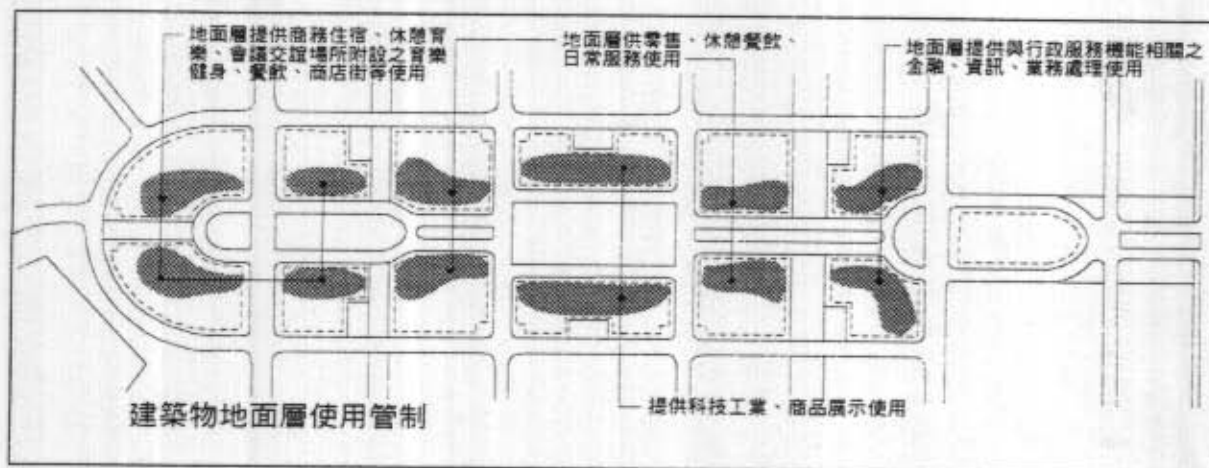 地面層提供商務住宿、休憩育
樂、會議交誼場所附設之育樂
健身、餐飲、商店街等使用
地面層供零售、休憩餐飲、
日常服務使用
地面層提供與行政服務機能相關之
金融、資訊、業務處理使用
提供科技工業、商品展示使用
建築物地面層使用管制